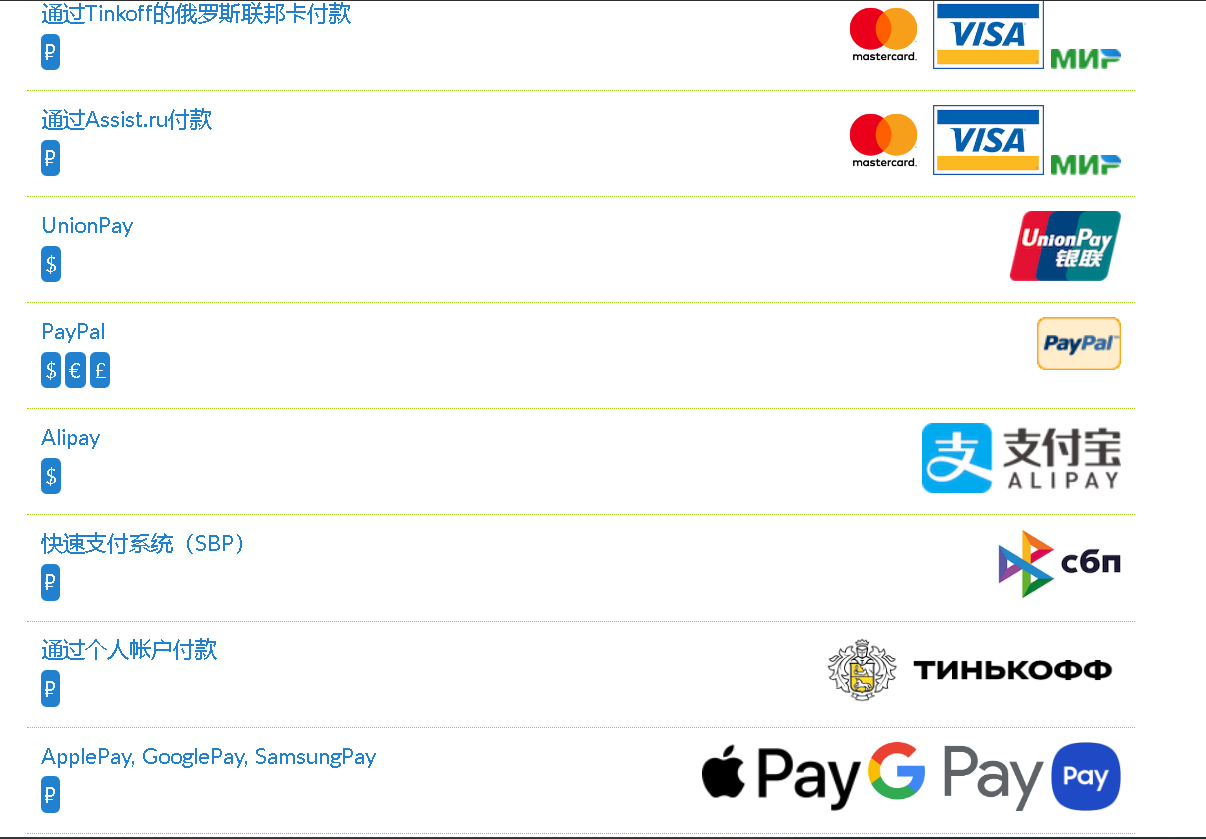 通过Tinkoff的俄罗斯联邦卡付款
₽
mastercard.
VISA
МИР
通过Assist.ru付款
₽
mastercard.
VISA
МИР
UnionPay
$
UnionPay
银联
PayPal
$ € £
PayPal™
Alipay
$
支 支付宝
ALIPAY
快速支付系统（SBP）
₽
сбп
通过个人帐户付款
₽
ТИНЬКОФФ
ApplePay, GooglePay, SamsungPay
₽
Pay G Pay Pay